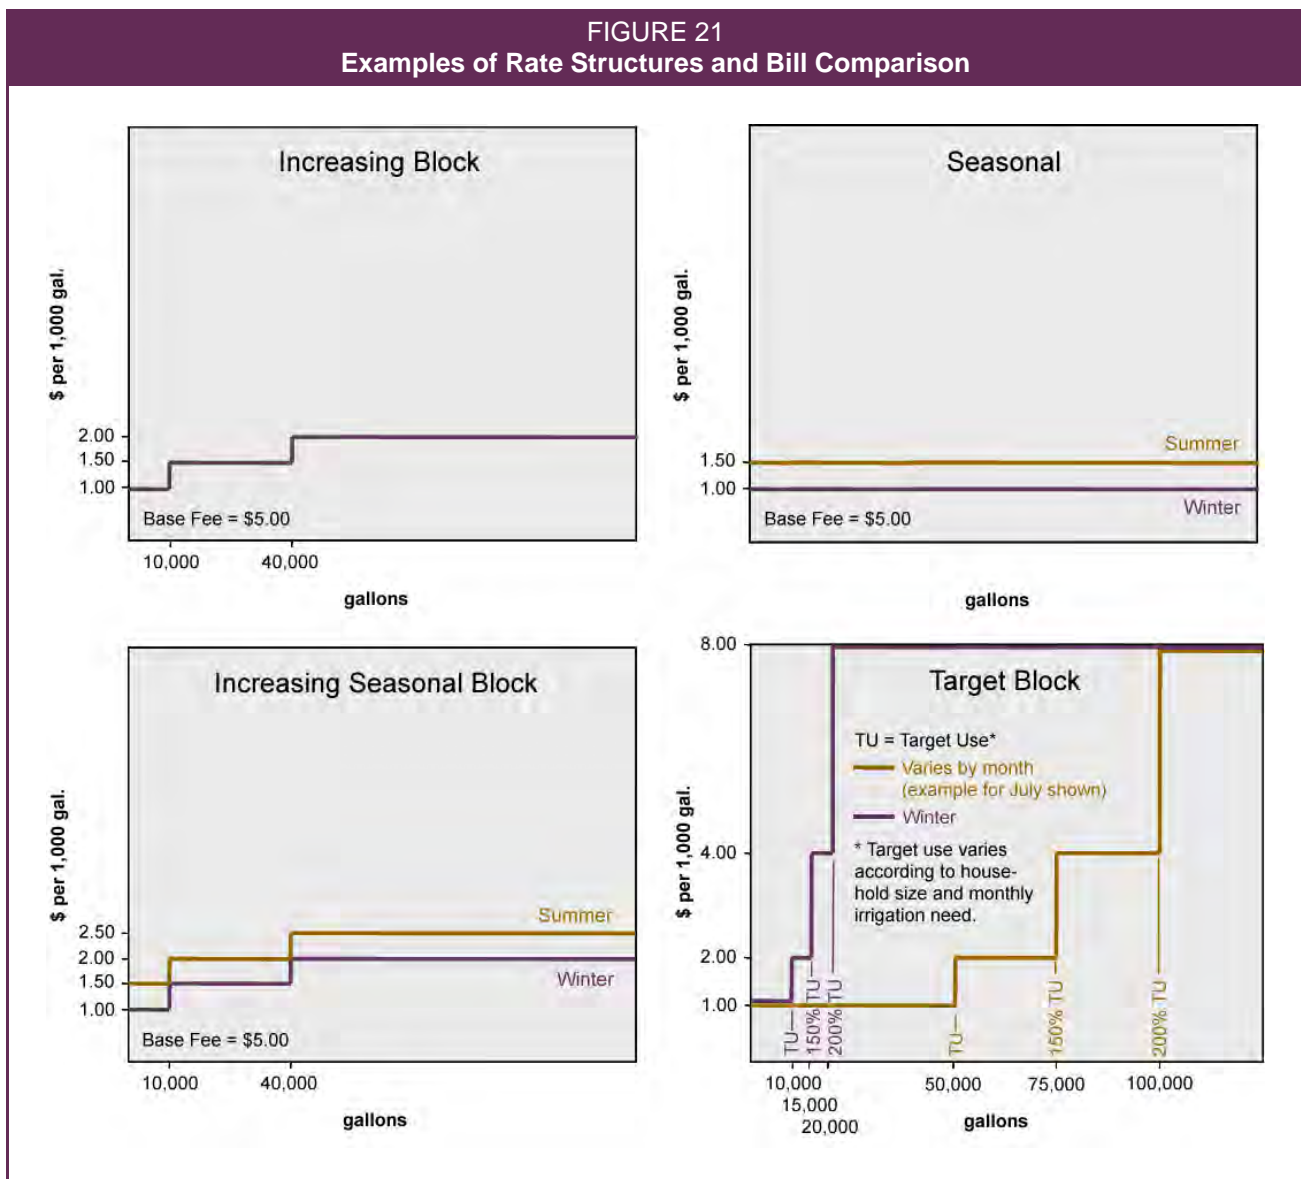 FIGURE 21
Examples of Rate Structures and Bill Comparison
Increasing Block
$ per 1,000 gal.
2.00
1.50
1.00
Base Fee = $5.00
10,000
40,000
gallons
Seasonal
$ per 1,000 gal.
Summer
1.50
1.00
Winter
Base Fee = $5.00
gallons
Increasing Seasonal Block
$ per 1,000 gal.
Summer
2.50
2.00
Winter
1.50
1.00
Base Fee = $5.00
10,000
40,000
gallons
8.00
Target Block
TU = Target Use*
Varies by month
(example for July shown)
Winter
* Target use varies
according to house-
hold size and monthly
irrigation need.
$ per 1,000 gal.
4.00
2.00
1.00
TU
150% TU
200% TU
TU
150% TU
200% TU
10,000
15,000
20,000
50,000
75,000
100,000
gallons